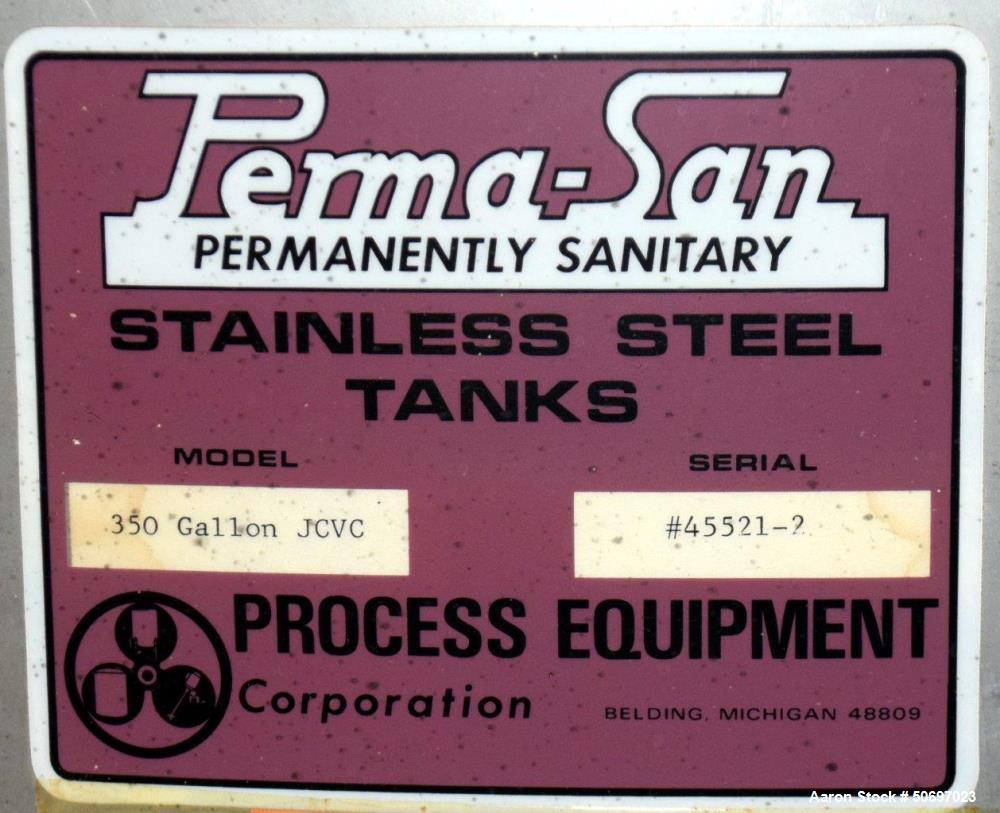 Perma-San
PERMANENTLY SANITARY
STAINLESS STEEL
TANKS
MODEL
SERIAL
350 Gallon JCVC
#45521-2
PROCESS EQUIPMENT
Corporation
BELDING, MICHIGAN 48809
Aaron Stock # 50697023